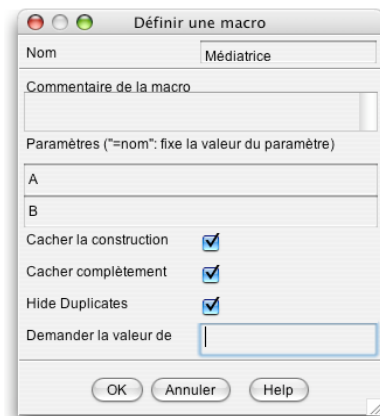 Définir une macro
Nom
Médiatrice
Commentaire de la macro
Paramètres ("=nom": fixe la valeur du paramètre)
A
B
Cacher la construction
Cacher complètement
Hide Duplicates
Demander la valeur de
OK Annuler Help